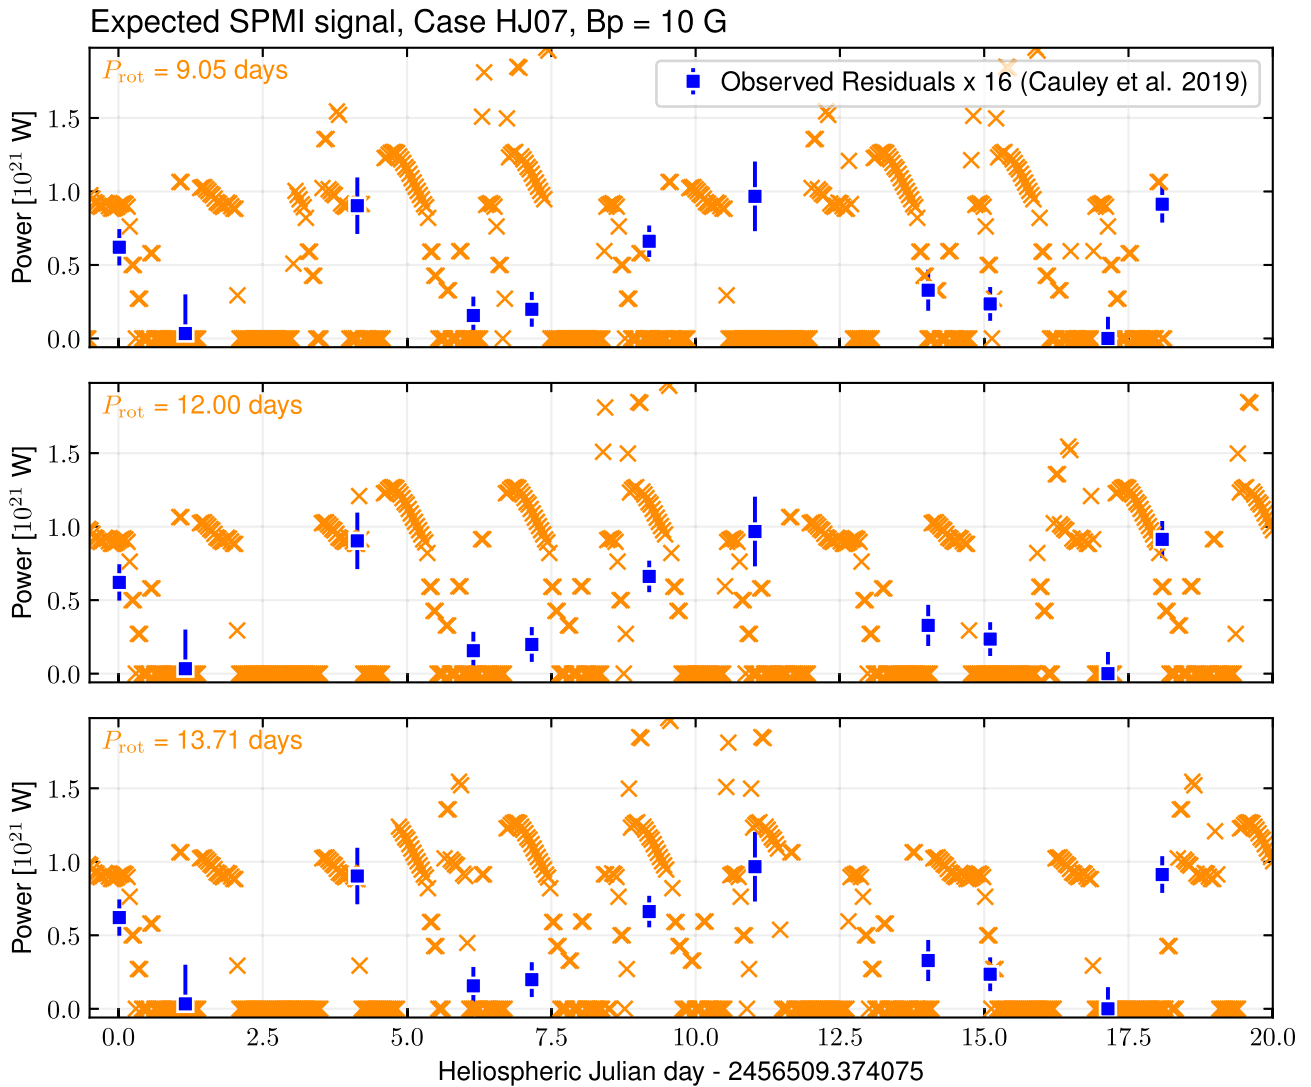 Expected SPMI signal, Case HJ07, Bp = 10 G
P_rot = 9.05 days
Observed Residuals x 16 (Cauley et al. 2019)
Power [10^21 W]
1.5
1.0
0.5
0.0
P_rot = 12.00 days
Power [10^21 W]
1.5
1.0
0.5
0.0
P_rot = 13.71 days
Power [10^21 W]
1.5
1.0
0.5
0.0
0.0 2.5 5.0 7.5 10.0 12.5 15.0 17.5 20.0
Heliospheric Julian day - 2456509.374075